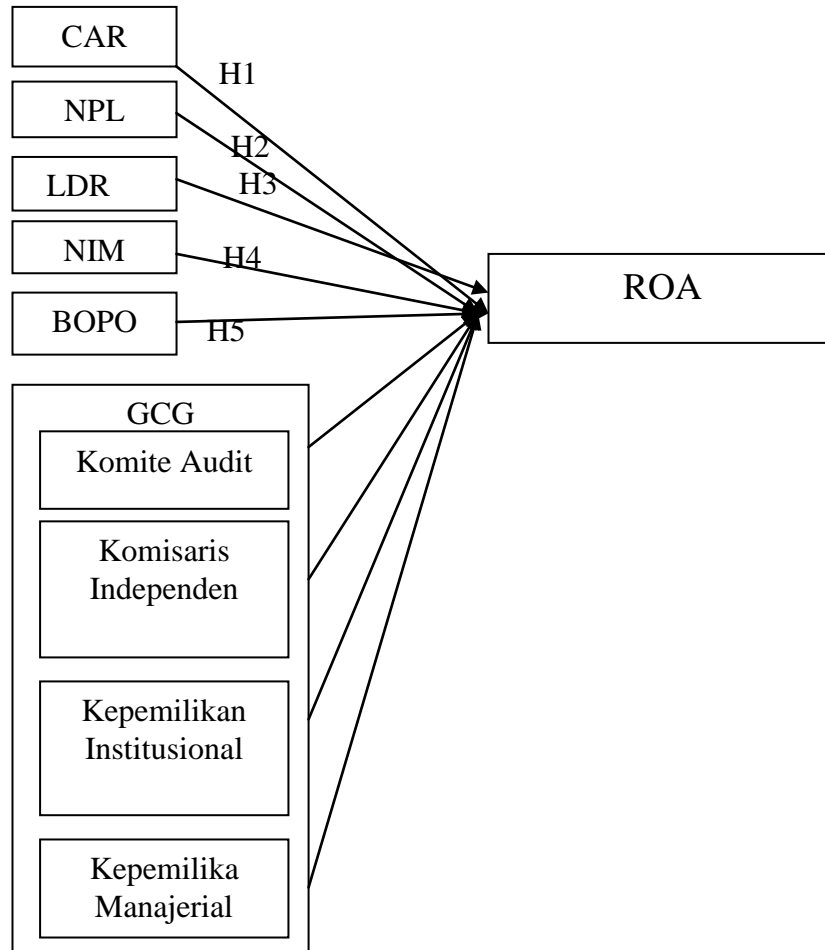 CAR
H1
NPL
H2
LDR
H3
NIM
H4
ROA
BOPO
H5
GCG
Komite Audit
Komisaris
Independen
Kepemilikan
Institusional
Kepemilika
Manajerial